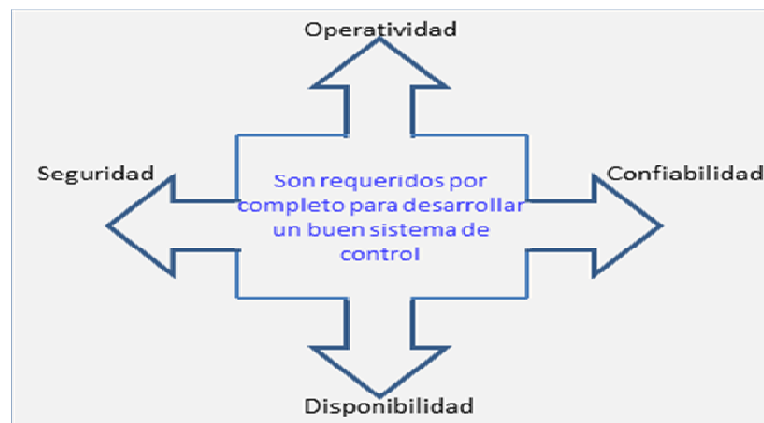 Operatividad
Seguridad
Confiabilidad
Son requeridos por
completo para desarrollar
un buen sistema de
control
Disponibilidad